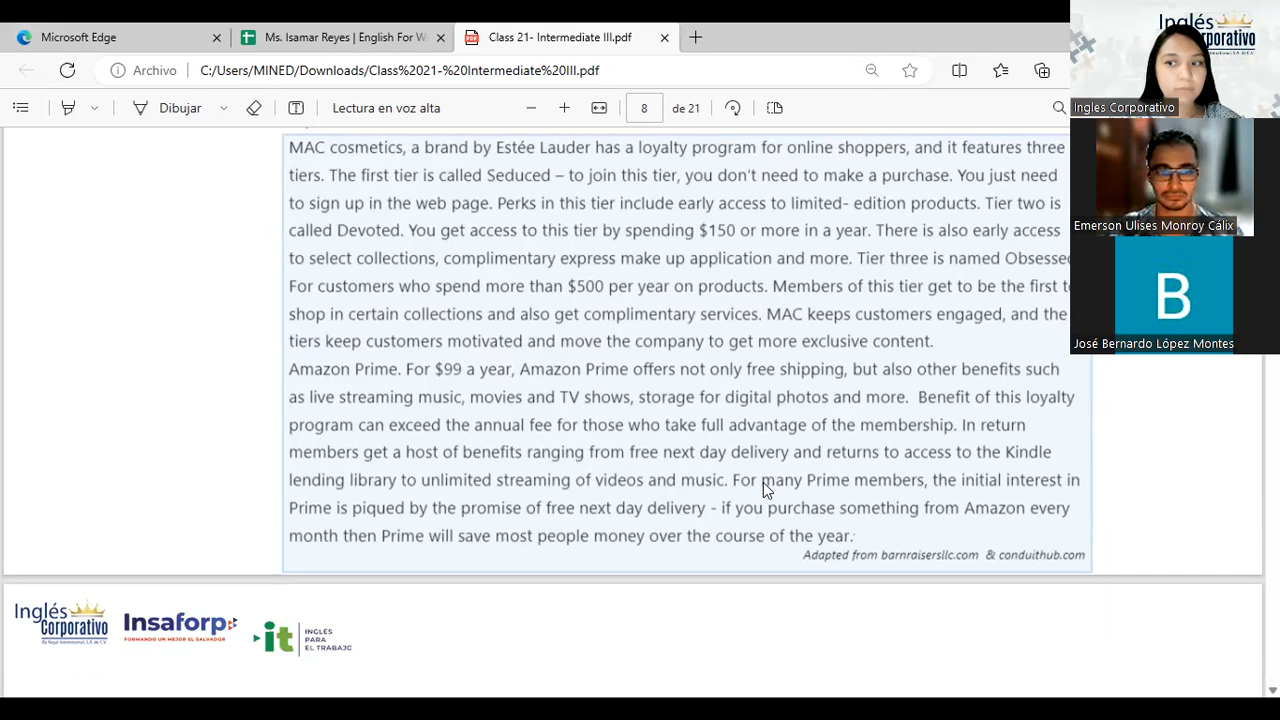 Microsoft Edge
Ms. Isamar Reyes | English For W
Class 21- Intermediate III.pdf
Archivo
C:/Users/MINED/Downloads/Class%2021-%20Intermediate%20III.pdf
Dibujar
Lectura en voz alta
8
de 21
MAC cosmetics, a brand by Estée Lauder has a loyalty program for online shoppers, and it features three
tiers. The first tier is called Seduced – to join this tier, you don't need to make a purchase. You just need
to sign up in the web page. Perks in this tier include early access to limited- edition products. Tier two is
called Devoted. You get access to this tier by spending $150 or more in a year. There is also early access
to select collections, complimentary express make up application and more. Tier three is named Obsessed
For customers who spend more than $500 per year on products. Members of this tier get to be the first to
shop in certain collections and also get complimentary services. MAC keeps customers engaged, and the
tiers keep customers motivated and move the company to get more exclusive content.
Amazon Prime. For $99 a year, Amazon Prime offers not only free shipping, but also other benefits such
as live streaming music, movies and TV shows, storage for digital photos and more. Benefit of this loyalty
program can exceed the annual fee for those who take full advantage of the membership. In return
members get a host of benefits ranging from free next day delivery and returns to access to the Kindle
lending library to unlimited streaming of videos and music. For many Prime members, the initial interest in
Prime is piqued by the promise of free next day delivery - if you purchase something from Amazon every
month then Prime will save most people money over the course of the year.
Adapted from barnraisersllc.com & conduithub.com
Inglés
Corporativo
By Regal International, S.A. de C.V.
Insaforp
FORMANDO UN MEJOR EL SALVADOR
it
INGLÉS
PARA
EL TRABAJO
Inglés
Corporativo
Ingles Corporativo
Emerson Ulises Monroy Cálix
B
José Bernardo López Montes